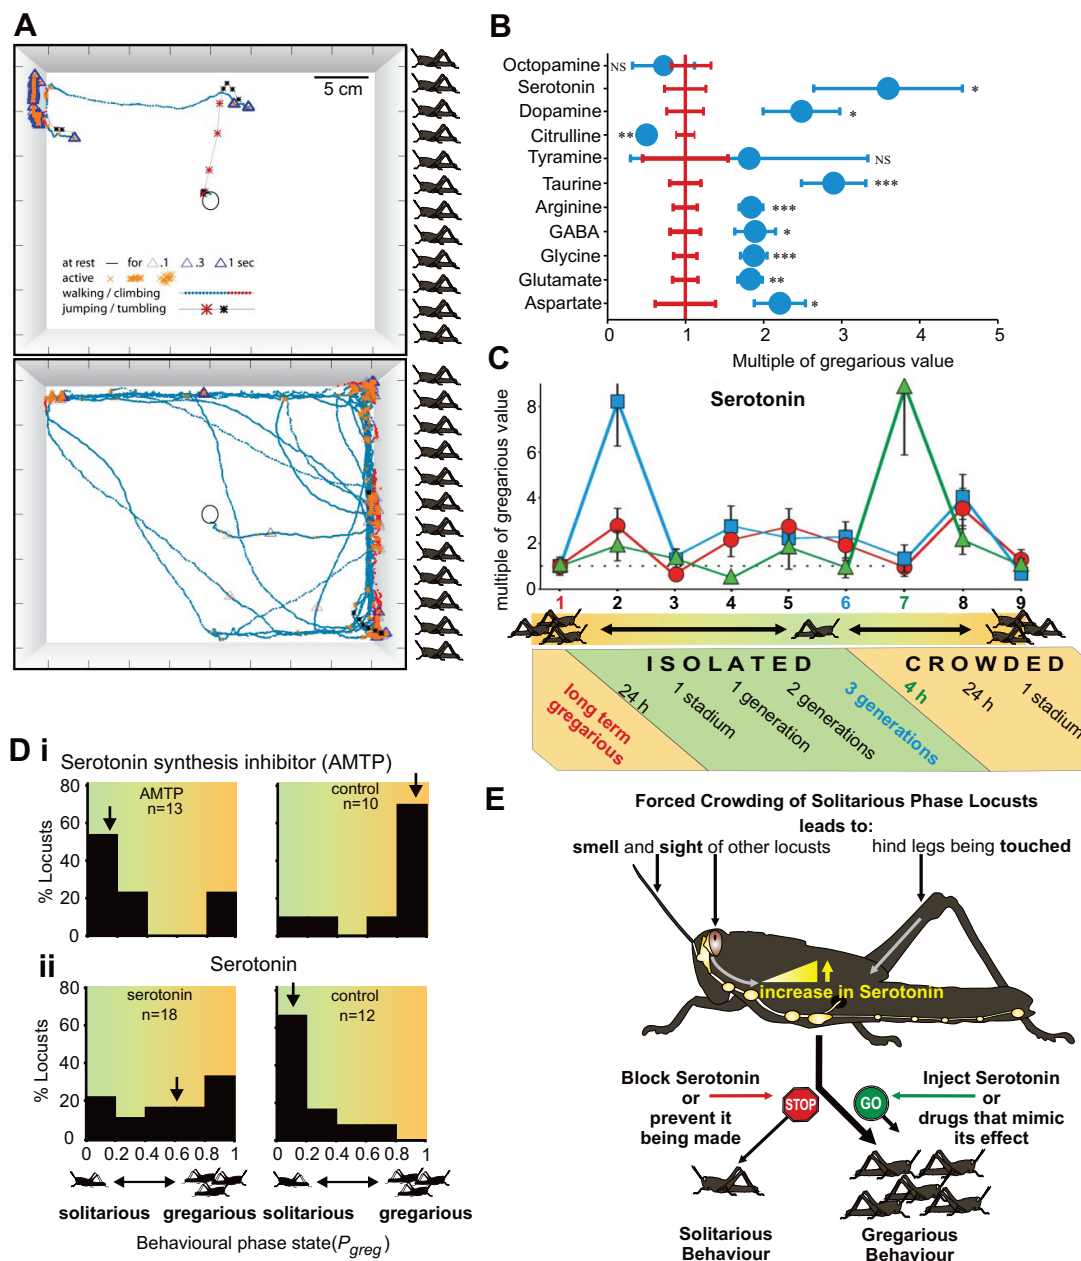 A
5 cm
at rest — for .1 .3 1 sec
active
walking / climbing
jumping / tumbling
B
Octopamine
Serotonin
Dopamine
Citrulline
Tyramine
Taurine
Arginine
GABA
Glycine
Glutamate
Aspartate
NS
*
*
**
NS
***
***
*
***
**
*
0 1 2 3 4 5
Multiple of gregarious value
C
Serotonin
multiple of gregarious value
8
6
4
2
0
1 2 3 4 5 6 7 8 9
ISOLATED
CROWDED
long term
gregarious
24 h
1 stadium
1 generation
2 generations
3 generations
4 h
24 h
1 stadium
D i
Serotonin synthesis inhibitor (AMTP)
% Locusts
80
60
40
20
0
AMTP
n=13
control
n=10
ii
Serotonin
% Locusts
80
60
40
20
0
serotonin
n=18
control
n=12
0 0.2 0.4 0.6 0.8 1
0 0.2 0.4 0.6 0.8 1
solitarious gregarious
solitarious gregarious
Behavioural phase state(Pgreg)
E
Forced Crowding of Solitarious Phase Locusts
leads to:
smell and sight of other locusts
hind legs being touched
increase in Serotonin
Block Serotonin
or
prevent it
being made
STOP
GO
Inject Serotonin
or
drugs that mimic
its effect
Solitarious
Behaviour
Gregarious
Behaviour